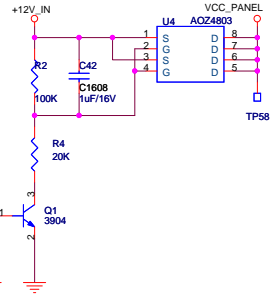 +12V_IN
VCC_PANEL
U4
AOZ4803
1 S D 8
2 G D 7
3 S D 6
4 G D 5
R2
100K
C42
C1608
1uF/16V
TP58
R4
20K
3
1
Q1
3904
2